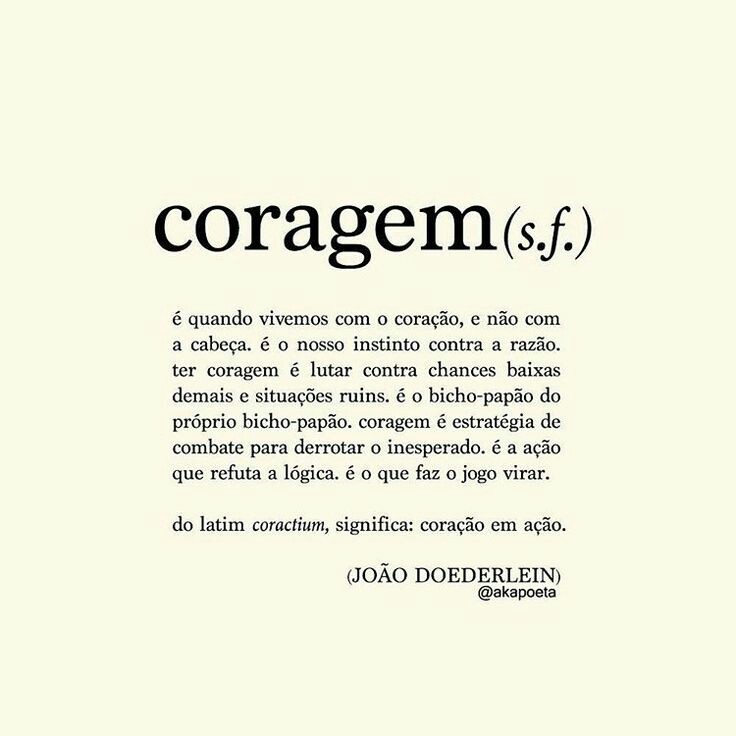 coragem (s.f.)
é quando vivemos com o coração, e não com
a cabeça. é o nosso instinto contra a razão.
ter coragem é lutar contra chances baixas
demais e situações ruins. é o bicho-papão do
próprio bicho-papão. coragem é estratégia de
combate para derrotar o inesperado. é a ação
que refuta a lógica. é o que faz o jogo virar.
do latim coractium, significa: coração em ação.
(JOÃO DOEDERLEIN)
@akapoeta